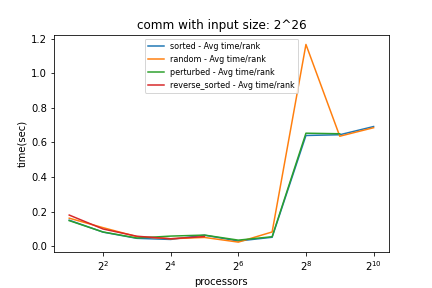 comm with input size: 2^26
sorted - Avg time/rank
random - Avg time/rank
perturbed - Avg time/rank
reverse_sorted - Avg time/rank
time(sec)
1.2
1.0
0.8
0.6
0.4
0.2
0.0
2^2 2^4 2^6 2^8 2^10
processors